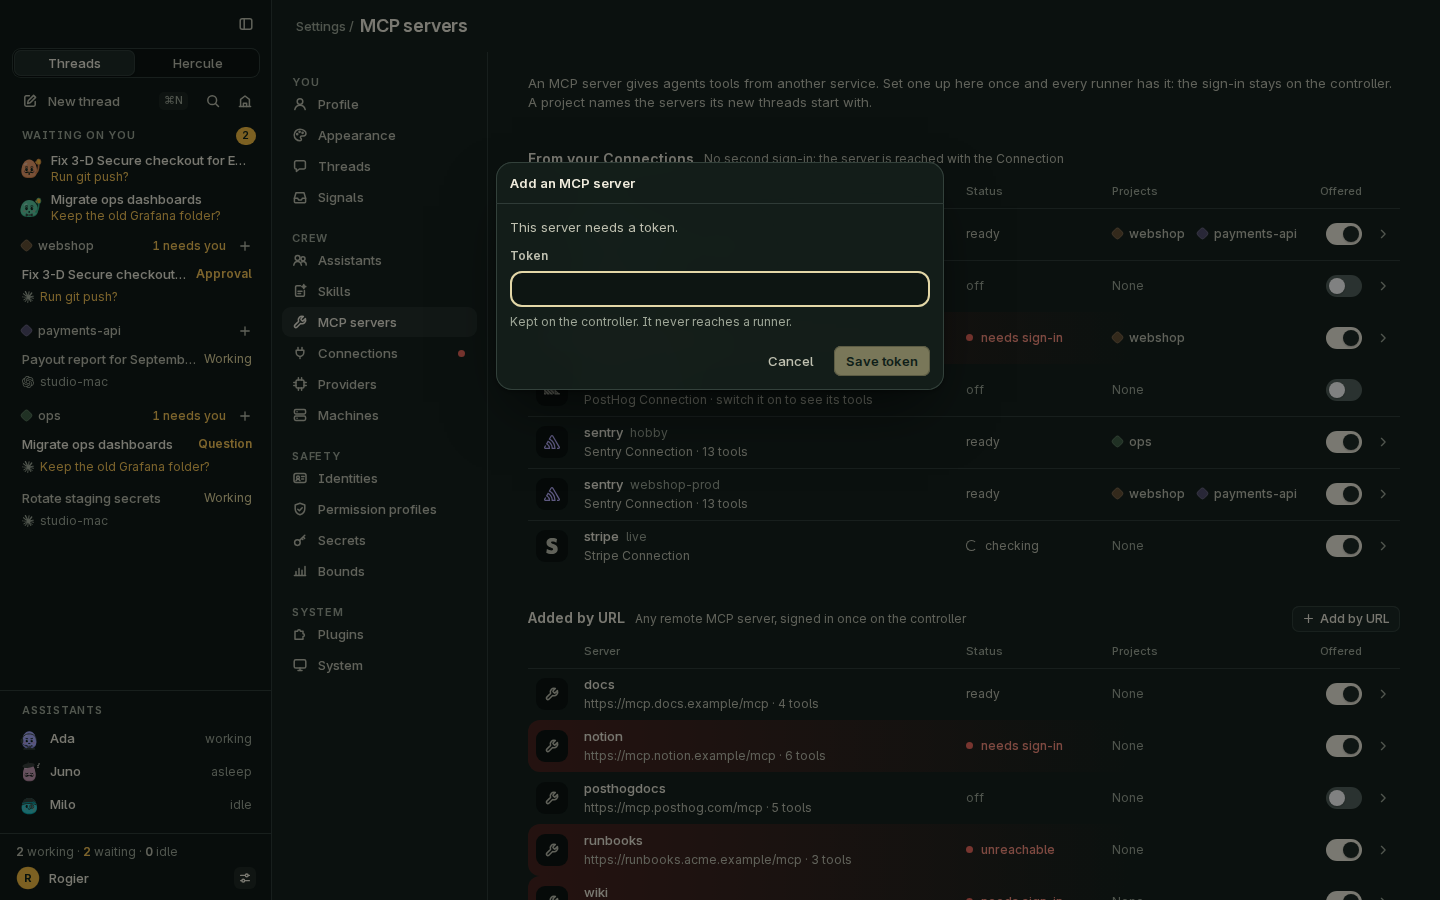 Threads
Hercule
New thread
⌘N
WAITING ON YOU
2
Fix 3-D Secure checkout for E…
Run git push?
Migrate ops dashboards
Keep the old Grafana folder?
webshop
1 needs you
Fix 3-D Secure checkout…
Approval
Run git push?
payments-api
Payout report for Septemb…
Working
studio-mac
ops
1 needs you
Migrate ops dashboards
Question
Keep the old Grafana folder?
Rotate staging secrets
Working
studio-mac
ASSISTANTS
Ada
working
Juno
asleep
Milo
idle
2 working · 2 waiting · 0 idle
R
Rogier
Settings /
MCP servers
YOU
Profile
Appearance
Threads
Signals
CREW
Assistants
Skills
MCP servers
Connections
Providers
Machines
SAFETY
Identities
Permission profiles
Secrets
Bounds
SYSTEM
Plugins
System
An MCP server gives agents tools from another service. Set one up here once and every runner has it: the sign-in stays on the controller.
A project names the servers its new threads start with.
From your Connections
No second sign-in: the server is reached with the Connection
Status
Projects
Offered
ready
webshop
payments-api
off
None
needs sign-in
webshop
off
None
PostHog Connection · switch it on to see its tools
sentry hobby
Sentry Connection · 13 tools
ready
ops
sentry webshop-prod
Sentry Connection · 13 tools
ready
webshop
payments-api
stripe live
Stripe Connection
checking
None
Add an MCP server
This server needs a token.
Token
Kept on the controller. It never reaches a runner.
Cancel
Save token
Added by URL
Any remote MCP server, signed in once on the controller
Add by URL
Server
Status
Projects
Offered
docs
https://mcp.docs.example/mcp · 4 tools
ready
None
notion
https://mcp.notion.example/mcp · 6 tools
needs sign-in
None
posthogdocs
https://mcp.posthog.com/mcp · 5 tools
off
None
runbooks
https://runbooks.acme.example/mcp · 3 tools
unreachable
None
wiki
needs sign-in